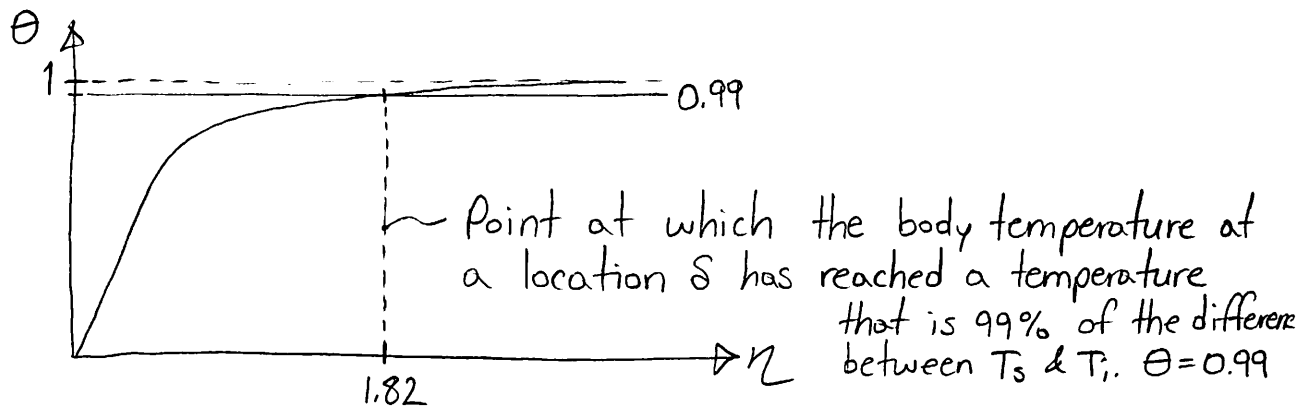 θ
1
0.99
Point at which the body temperature at
a location δ has reached a temperature
that is 99% of the differenc
between Ts & Ti. θ = 0.99
η
1.82